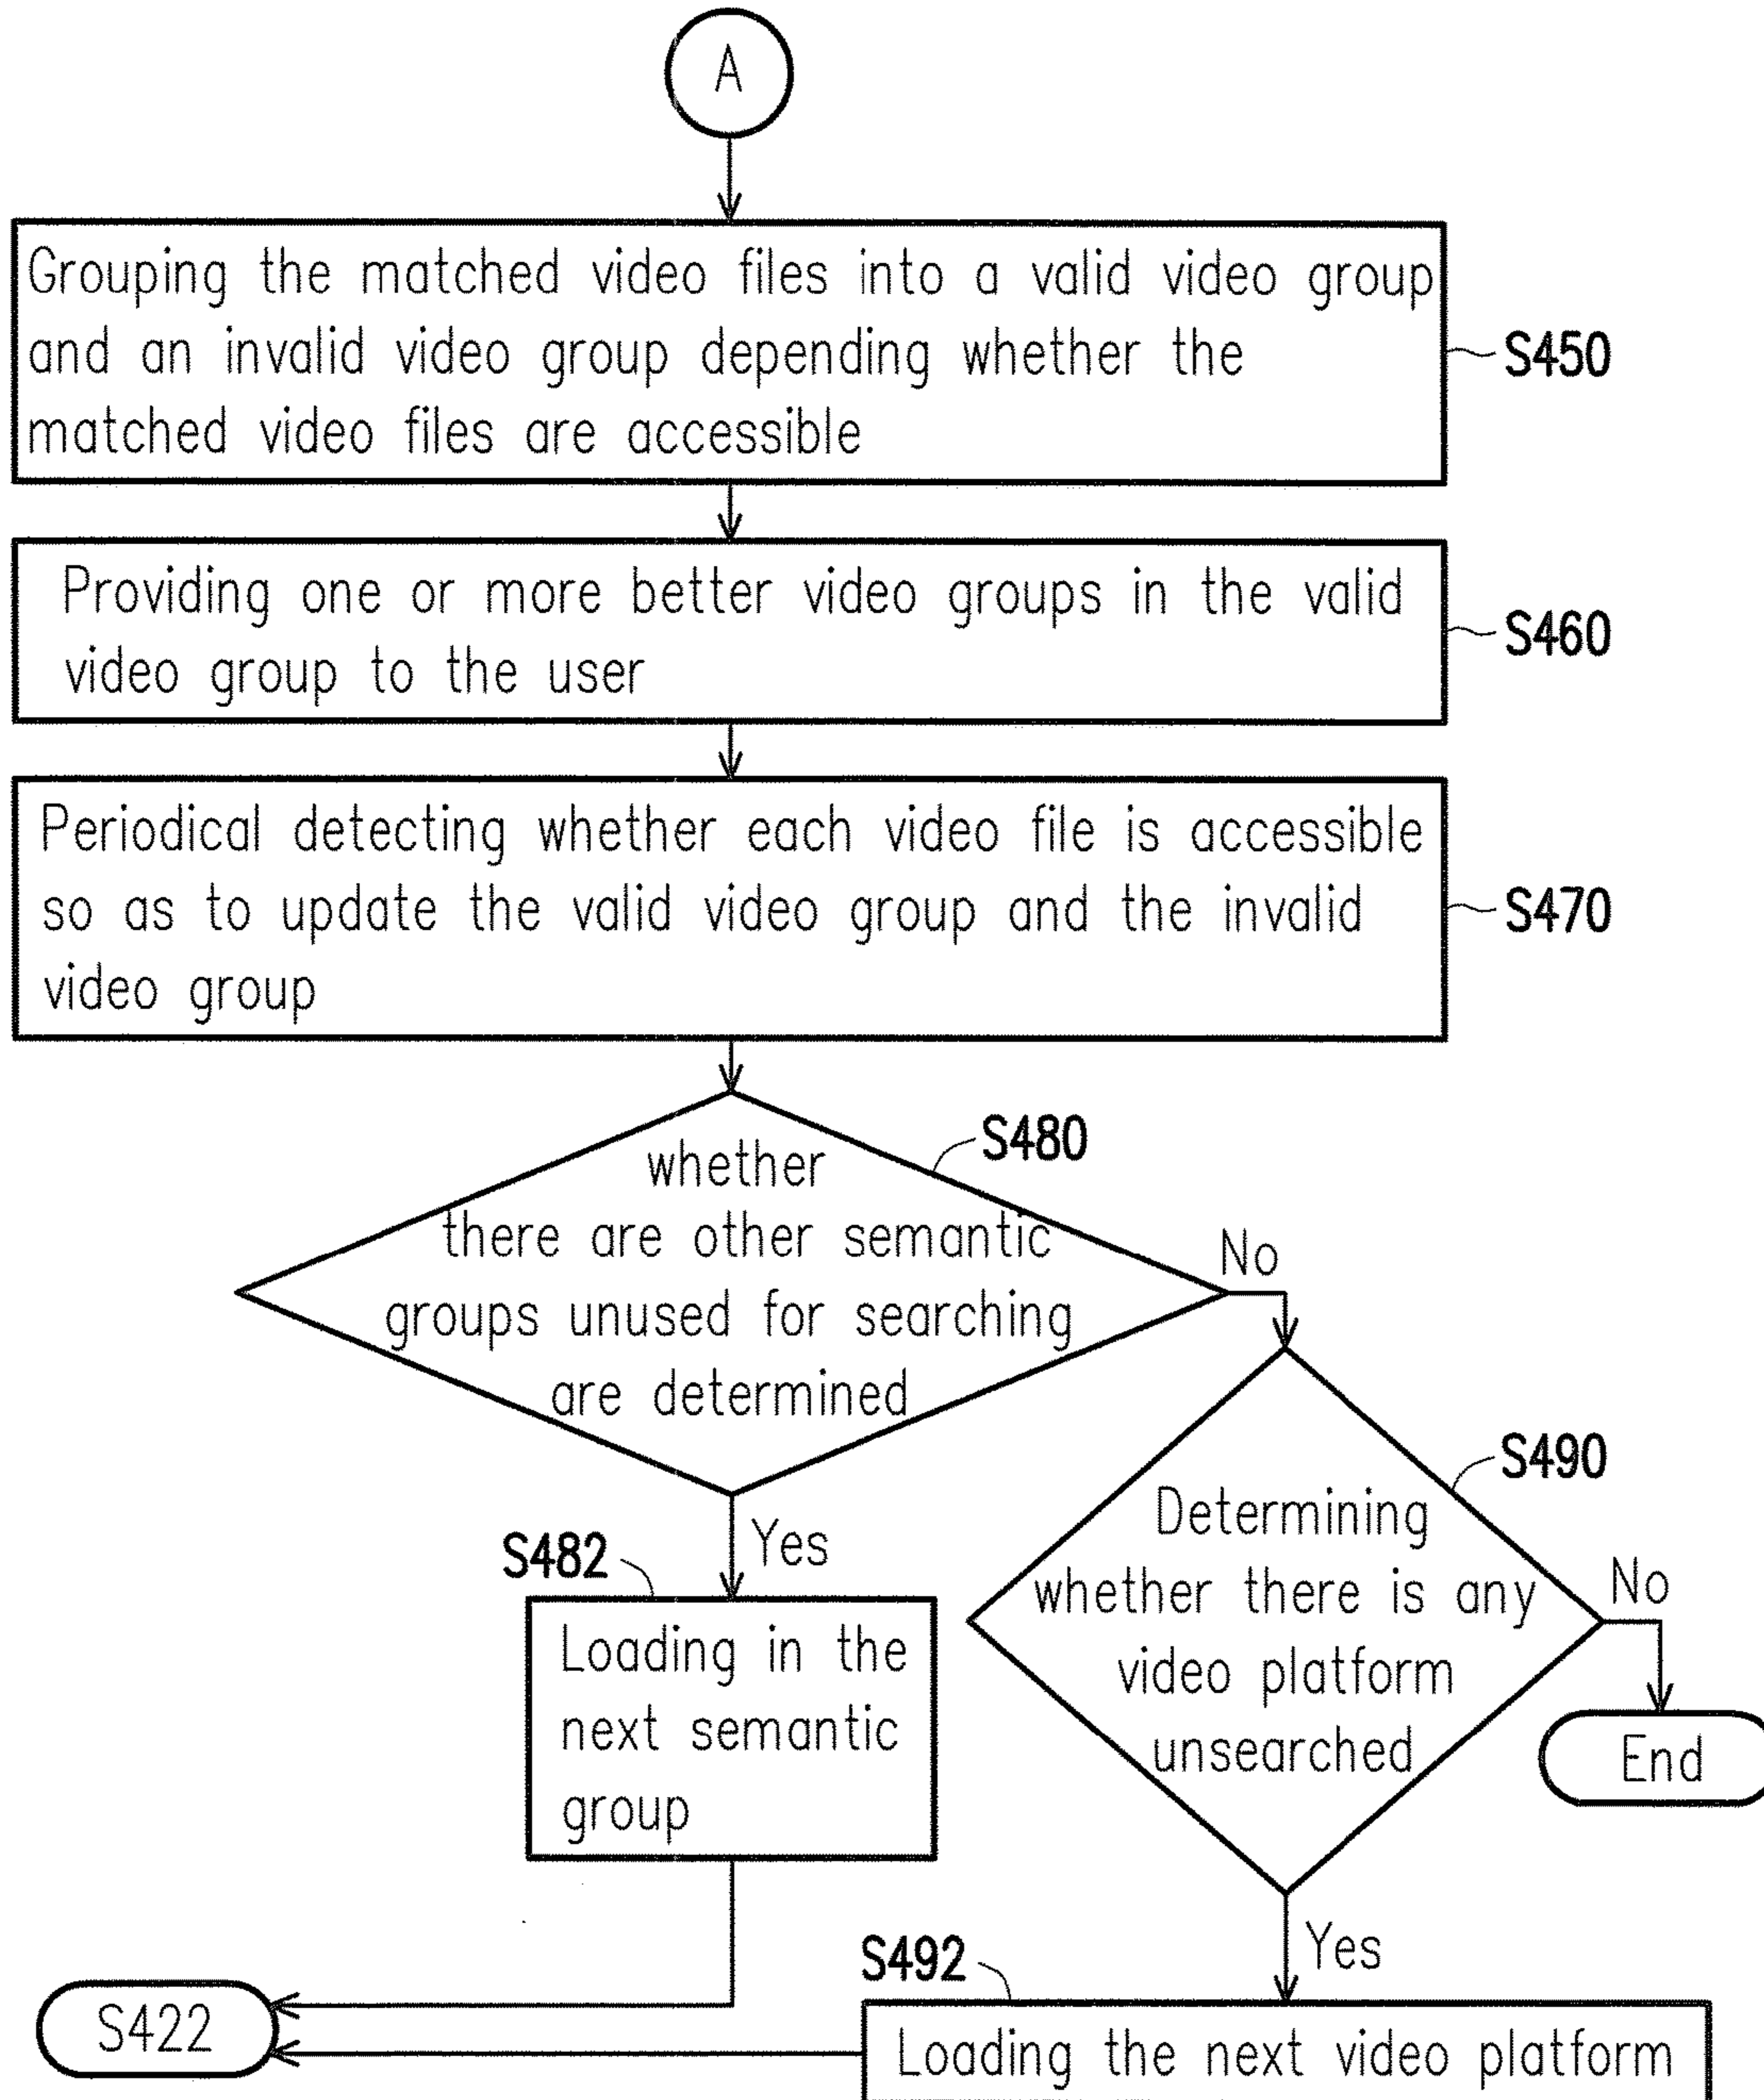 A
Grouping the matched video files into a valid video group
and an invalid video group depending whether the
matched video files are accessible
S450
Providing one or more better video groups in the valid
video group to the user
S460
Periodical detecting whether each video file is accessible
so as to update the valid video group and the invalid
video group
S470
S480
whether
there are other semantic
groups unused for searching
are determined
No
Yes
S482
Loading in the
next semantic
group
S490
Determining
whether there is any
video platform
unsearched
No
End
Yes
S492
Loading the next video platform
S422